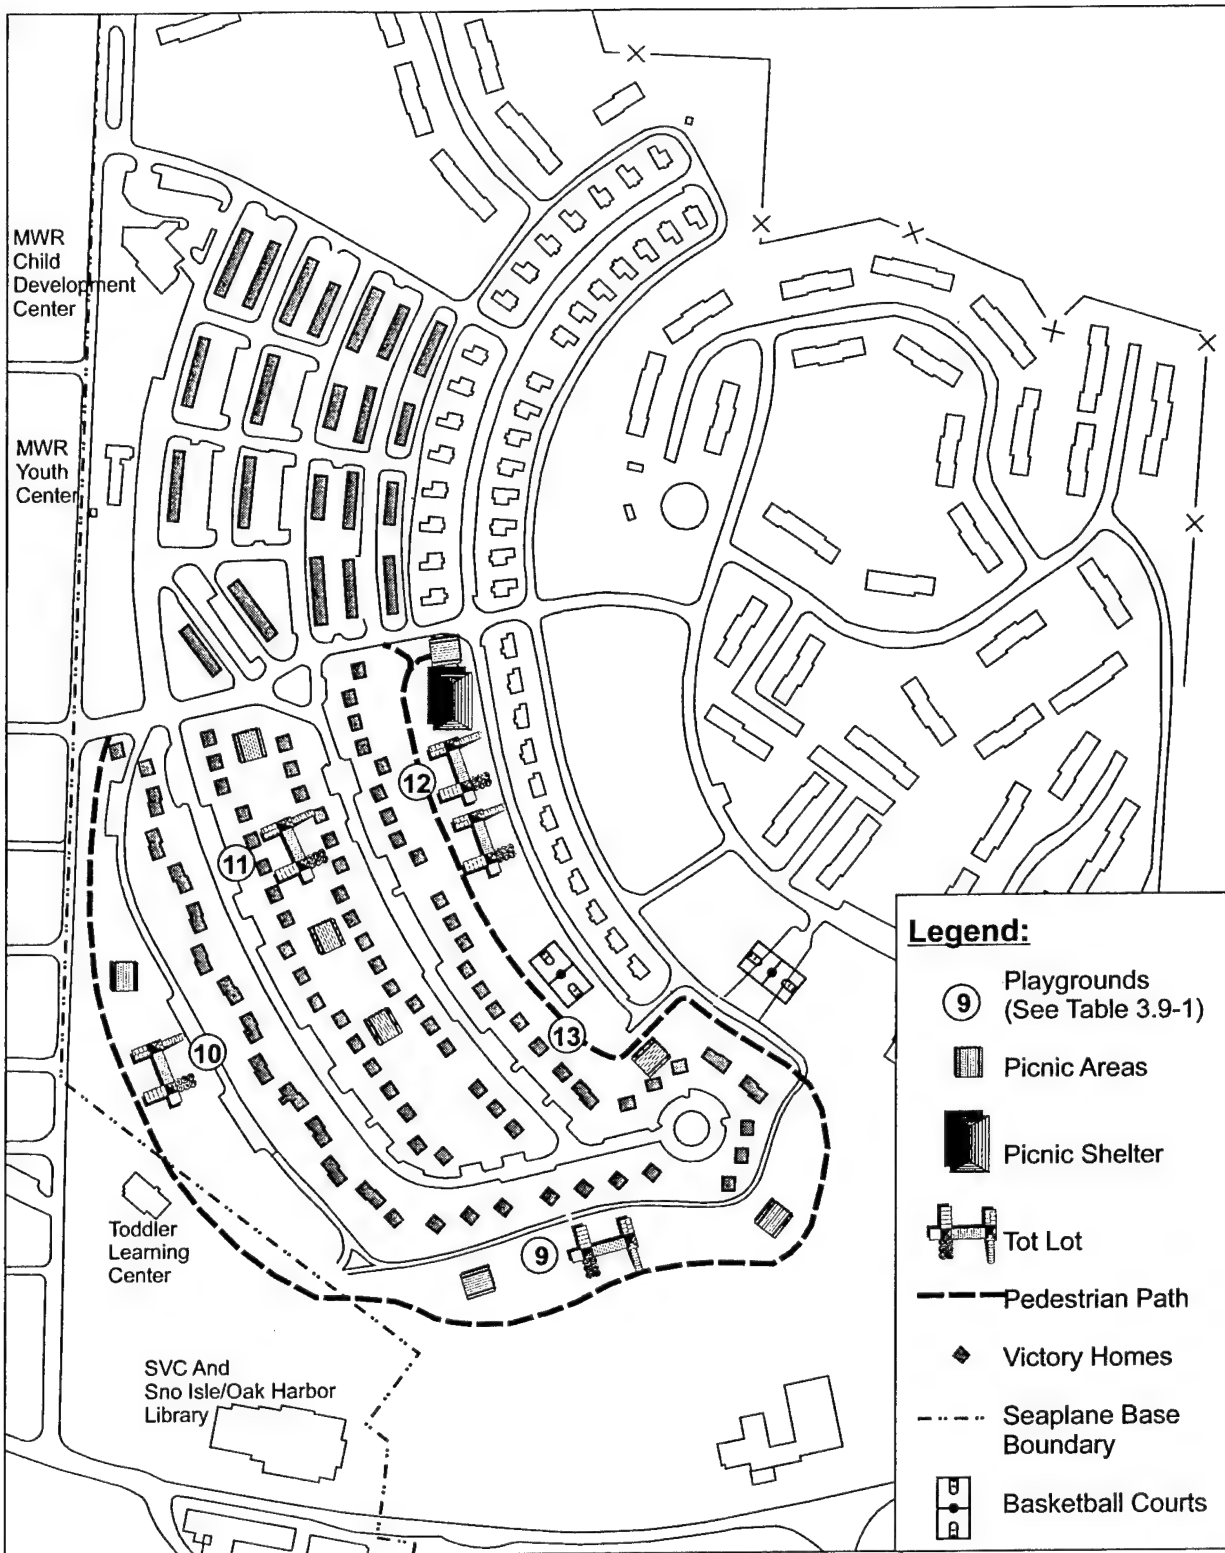 MWR
Child
Development
Center
MWR
Youth
Center
12
11
10
13
9
Toddler
Learning
Center
SVC And
Sno Isle/Oak Harbor
Library
Legend:
9
Playgrounds
(See Table 3.9-1)
Picnic Areas
Picnic Shelter
Tot Lot
Pedestrian Path
Victory Homes
Seaplane Base
Boundary
Basketball Courts